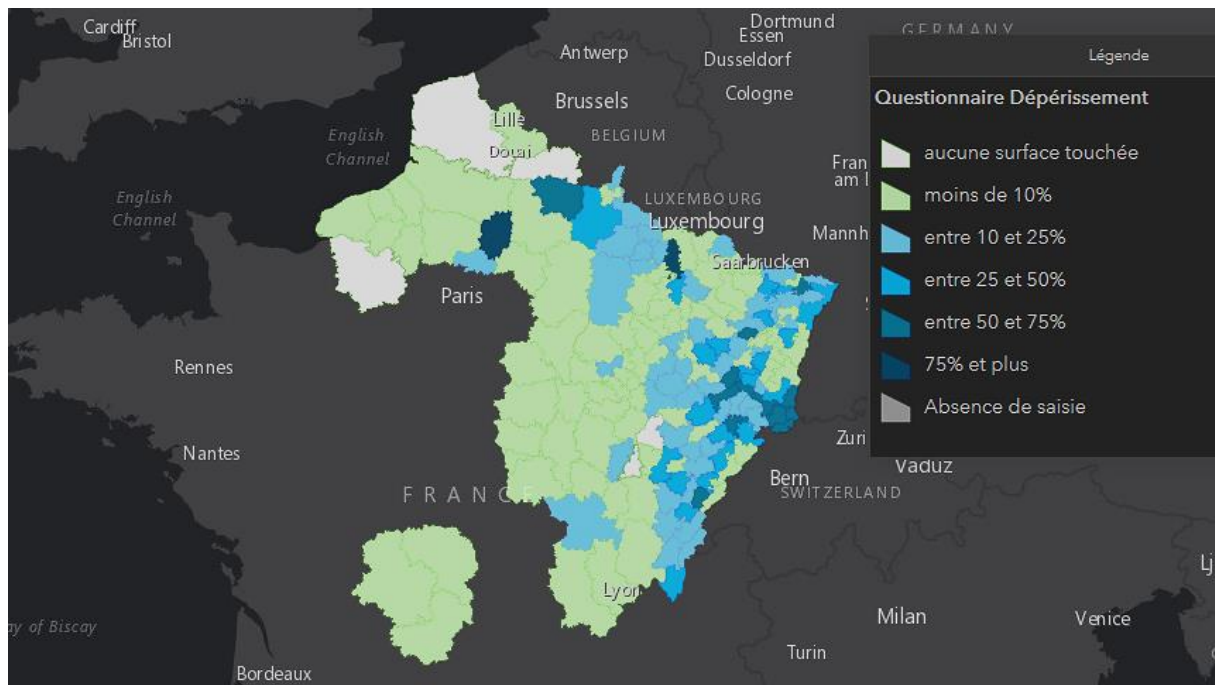 Cardiff
Bristol
Dortmund
Essen
Dusseldorf
Cologne
GERMANY
Antwerp
Brussels
BELGIUM
Lille
Douai
English
Channel
English
Channel
LUXEMBOURG
Luxembourg
Saarbrucken
Fran
am
Mannh
Paris
Rennes
Nantes
FRANCE
Zuri
Bern
Vaduz
SWITZERLAND
Lyon
Milan
Venice
Turin
Lj
ay of Biscay
Bordeaux
Légende
Questionnaire Dépérissement
aucune surface touchée
moins de 10%
entre 10 et 25%
entre 25 et 50%
entre 50 et 75%
75% et plus
Absence de saisie